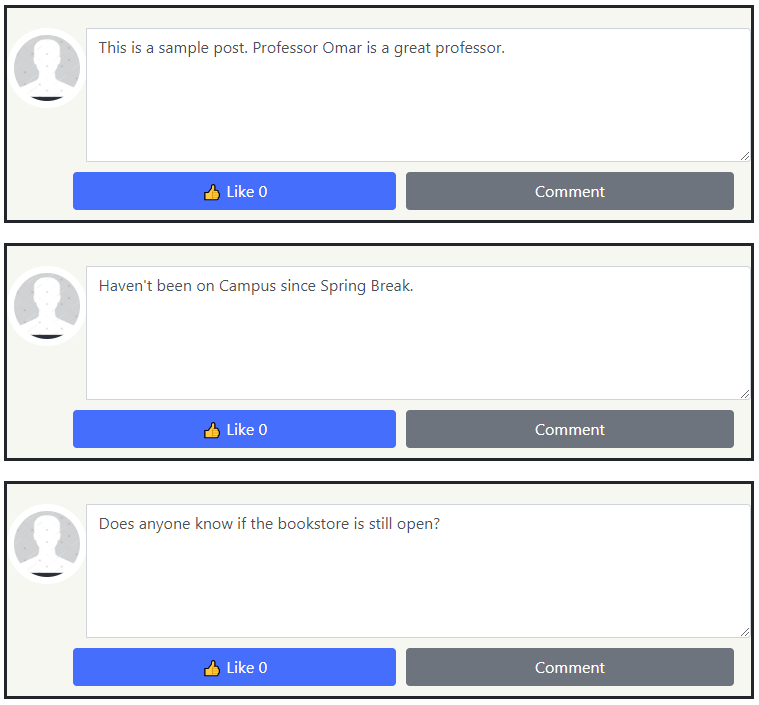 This is a sample post. Professor Omar is a great professor.
👍 Like 0
Comment
Haven't been on Campus since Spring Break.
👍 Like 0
Comment
Does anyone know if the bookstore is still open?
👍 Like 0
Comment